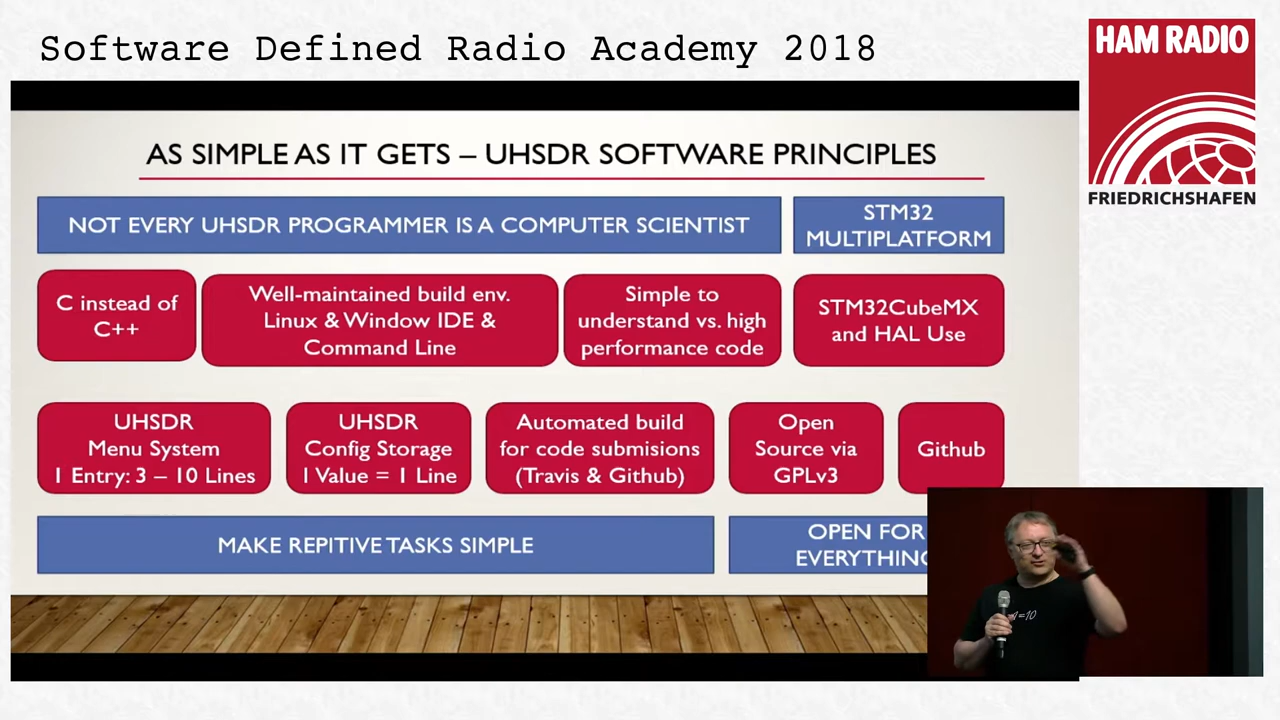 Software Defined Radio Academy 2018
HAM RADIO
FRIEDRICHSHAFEN
AS SIMPLE AS IT GETS – UHSDR SOFTWARE PRINCIPLES
NOT EVERY UHSDR PROGRAMMER IS A COMPUTER SCIENTIST
STM32
MULTIPLATFORM
C instead of
C++
Well-maintained build env.
Linux & Window IDE &
Command Line
Simple to
understand vs. high
performance code
STM32CubeMX
and HAL Use
UHSDR
Menu System
1 Entry: 3 – 10 Lines
UHSDR
Config Storage
1 Value = 1 Line
Automated build
for code submisions
(Travis & Github)
Open
Source via
GPLv3
Github
MAKE REPITIVE TASKS SIMPLE
OPEN FOR
EVERYTHING